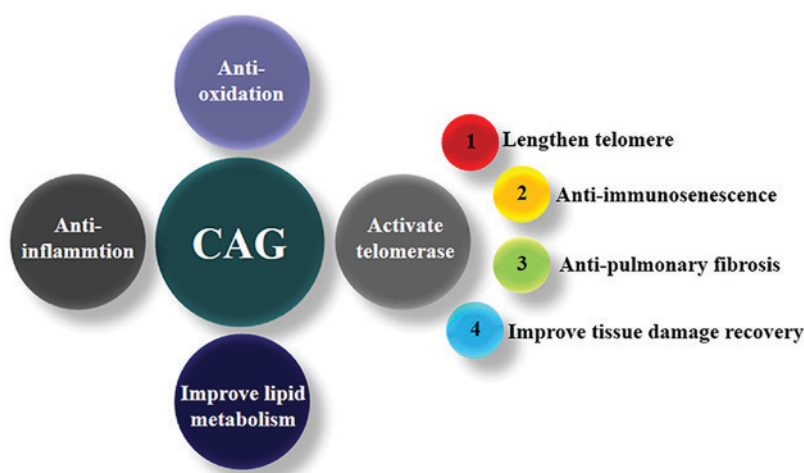 Anti-
oxidation
Anti-
inflammtion
CAG
Activate
telomerase
Improve lipid
metabolism
1 Lengthen telomere
2 Anti-immunosenescence
3 Anti-pulmonary fibrosis
4 Improve tissue damage recovery